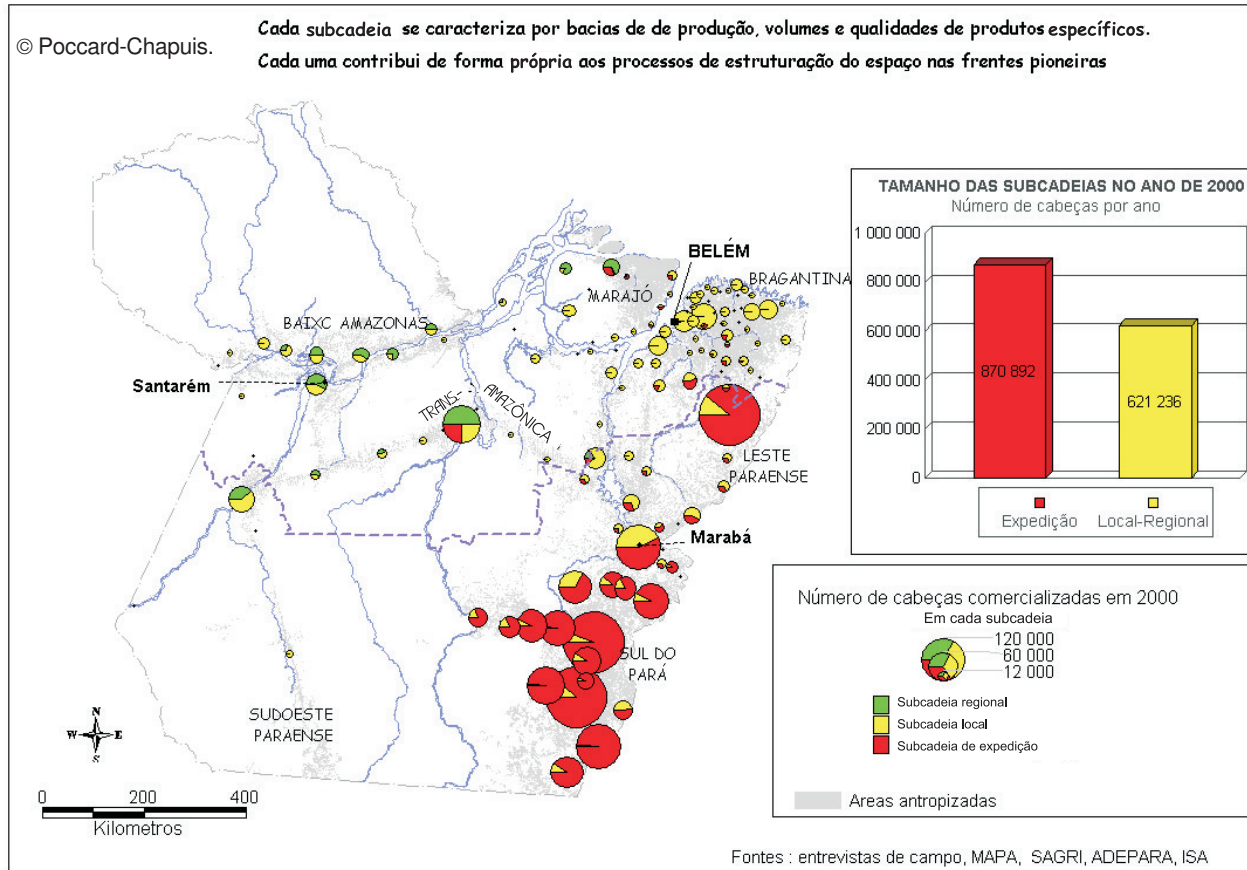 © Poccard-Chapuis.
Cada subcadeia se caracteriza por bacias de de produção, volumes e qualidades de produtos específicos.
Cada uma contribui de forma própria aos processos de estruturação do espaço nas frentes pioneiras
TAMANHO DAS SUBCADEIAS NO ANO DE 2000
Número de cabeças por ano
1 000 000
800 000
600 000
400 000
200 000
0
870 892
621 236
Expedição
Local-Regional
BELÉM
BRAGANTINA
MARAJÓ
BAIXC AMAZONAS
Santarém
TRANS-
AMAZÔNICA
LESTE
PARAENSE
Marabá
SUL DO
PARÁ
SUDOESTE
PARAENSE
N
W E
S
0 200 400
Kilometros
Número de cabeças comercializadas em 2000
Em cada subcadeia
120 000
60 000
12 000
Subcadeia regional
Subcadeia local
Subcadeia de expedição
Areas antropizadas
Fontes : entrevistas de campo, MAPA, SAGRI, ADEPARA, ISA